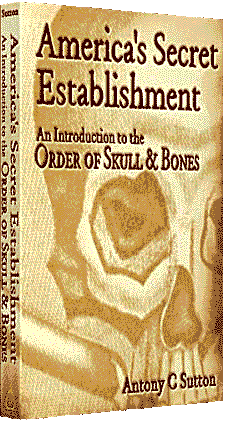 America's Secret
Establishment
An Introduction to the
ORDER OF SKULL & BONES
Antony C Sutton
Sutton
America's Secret Establishment
An Introduction to the ORDER OF SKULL & BONES